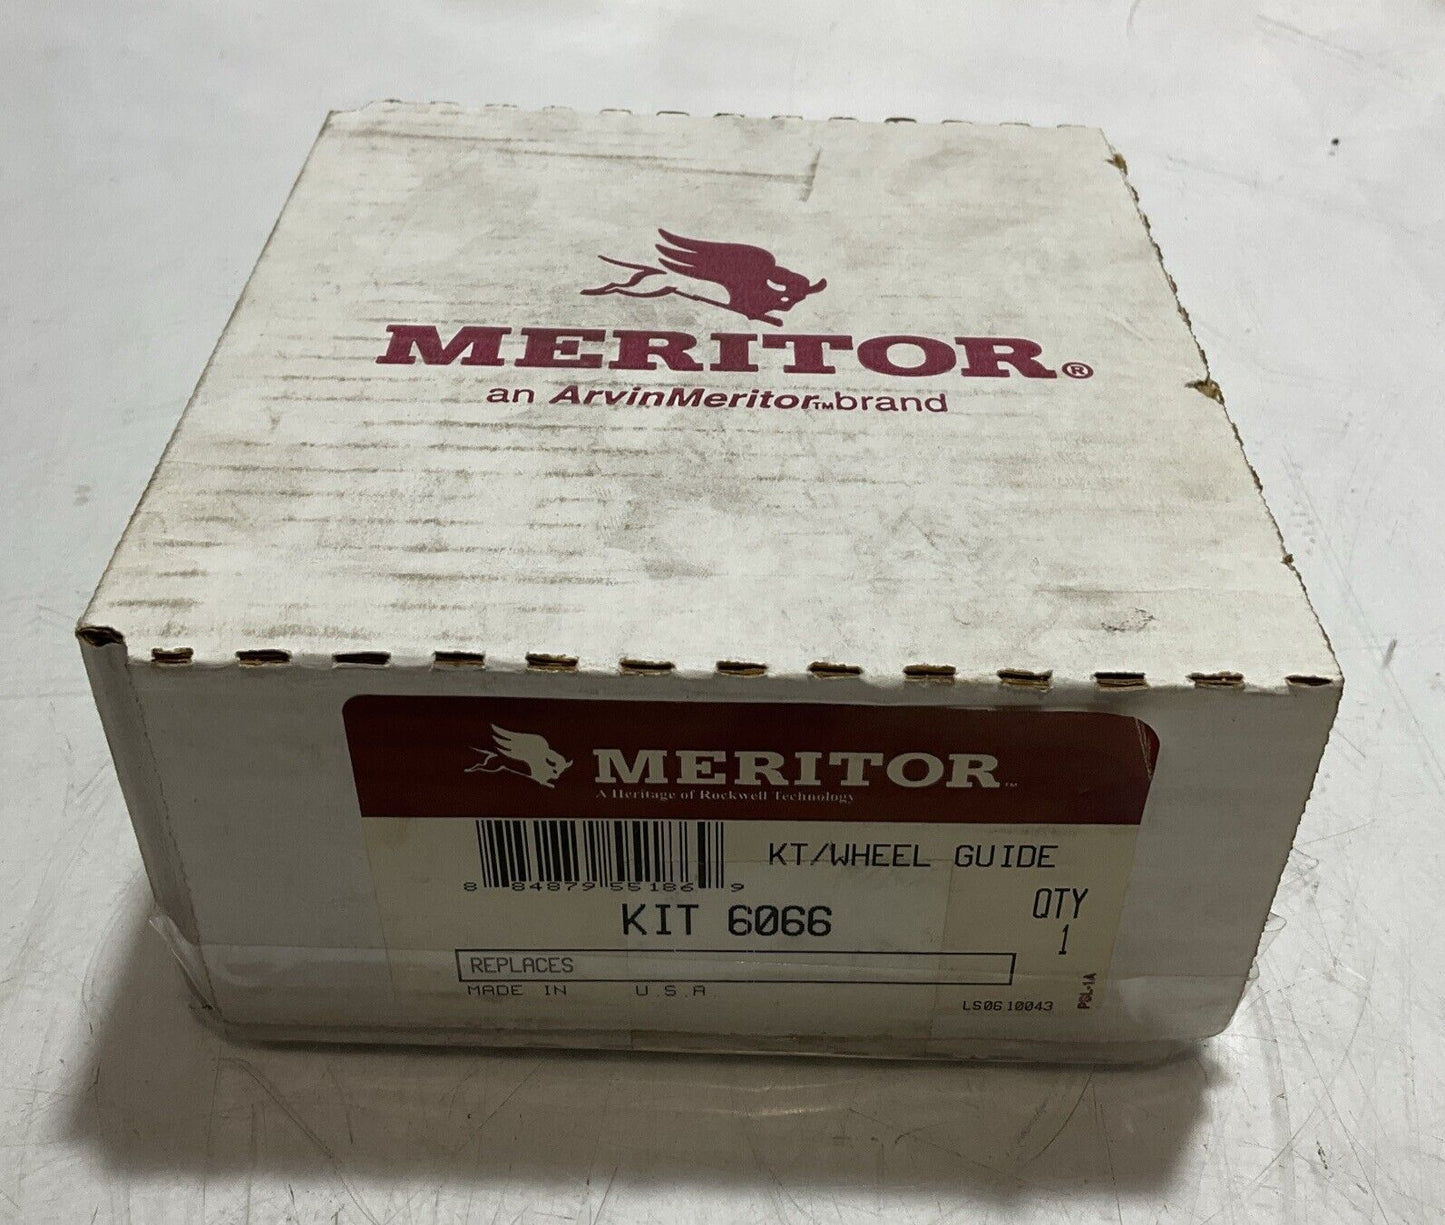 MERITOR®
an ArvinMeritor™ brand
MERITOR™
A Heritage of Rockwell Technology
KT/WHEEL GUIDE
8 84879 55186 9
KIT 6066
QTY
1
REPLACES
MADE IN U.S.A.
LS0610043
PSL-1A